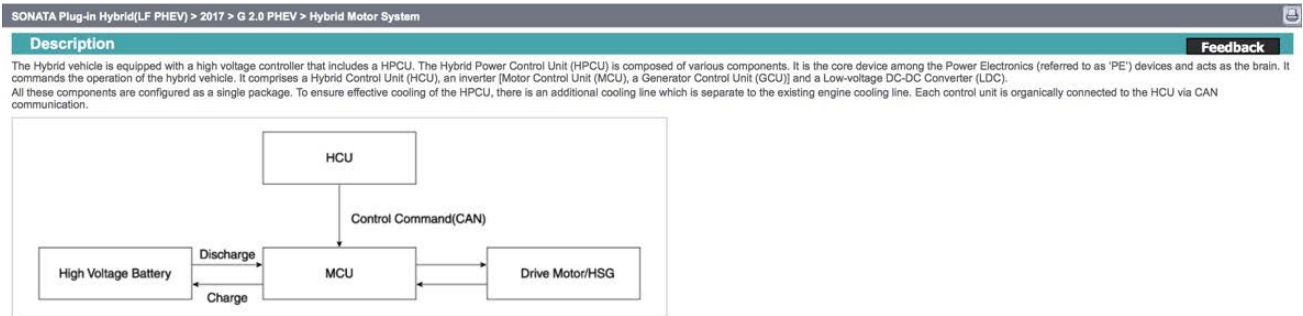 SONATA Plug-in Hybrid(LF PHEV) > 2017 > G 2.0 PHEV > Hybrid Motor System
Description
Feedback
The Hybrid vehicle is equipped with a high voltage controller that includes a HPCU. The Hybrid Power Control Unit (HPCU) is composed of various components. It is the core device among the Power Electronics (referred to as 'PE') devices and acts as the brain. It
commands the operation of the hybrid vehicle. It comprises a Hybrid Control Unit (HCU), an inverter [Motor Control Unit (MCU), a Generator Control Unit (GCU)] and a Low-voltage DC-DC Converter (LDC).
All these components are configured as a single package. To ensure effective cooling of the HPCU, there is an additional cooling line which is separate to the existing engine cooling line. Each control unit is organically connected to the HCU via CAN
communication.
HCU
Control Command(CAN)
High Voltage Battery
Discharge
Charge
MCU
Drive Motor/HSG